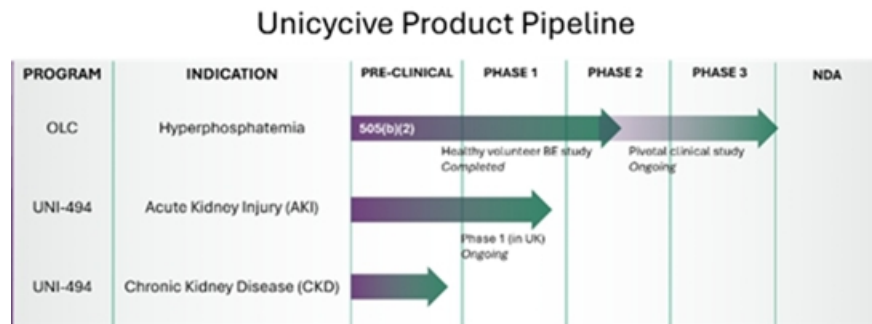 Unicycive Product Pipeline
PROGRAM INDICATION PRE-CLINICAL PHASE 1 PHASE 2 PHASE 3 NDA
OLC Hyperphosphatemia 505(b)(2)
Healthy volunteer BE study Pivotal clinical study
Completed Ongoing
UNI-494 Acute Kidney Injury (AKI)
Phase 1 (in UK)
Ongoing
UNI-494 Chronic Kidney Disease (CKD)